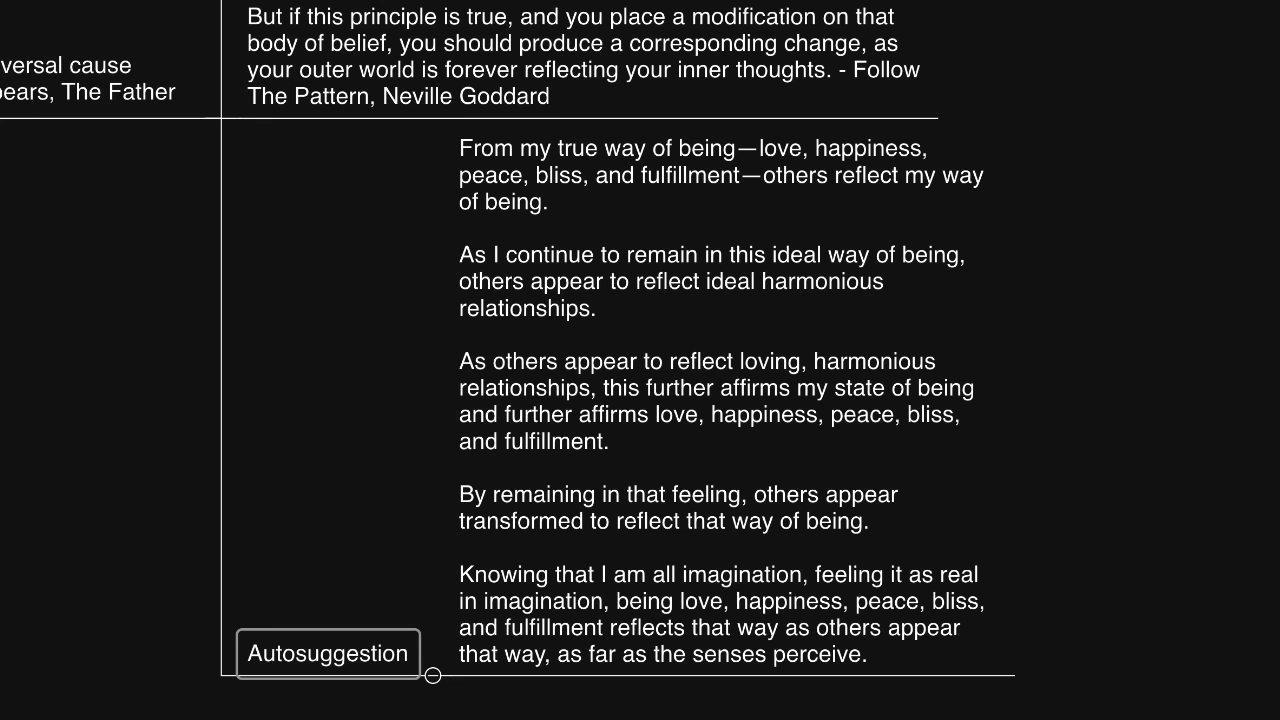 But if this principle is true, and you place a modification on that
body of belief, you should produce a corresponding change, as
your outer world is forever reflecting your inner thoughts. - Follow
The Pattern, Neville Goddard
versal cause
ears, The Father
From my true way of being—love, happiness,
peace, bliss, and fulfillment—others reflect my way
of being.
As I continue to remain in this ideal way of being,
others appear to reflect ideal harmonious
relationships.
As others appear to reflect loving, harmonious
relationships, this further affirms my state of being
and further affirms love, happiness, peace, bliss,
and fulfillment.
By remaining in that feeling, others appear
transformed to reflect that way of being.
Knowing that I am all imagination, feeling it as real
in imagination, being love, happiness, peace, bliss,
and fulfillment reflects that way as others appear
that way, as far as the senses perceive.
Autosuggestion